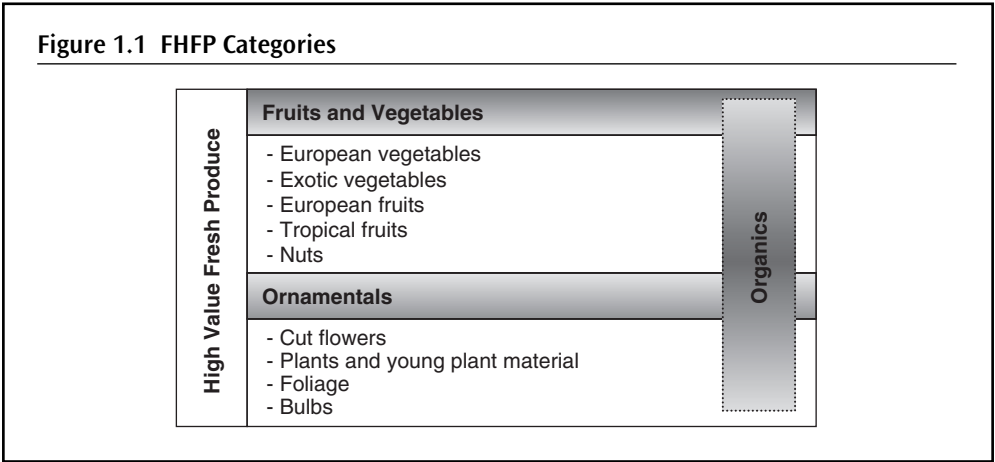 Figure 1.1 FHFP Categories
High Value Fresh Produce
Fruits and Vegetables
- European vegetables
- Exotic vegetables
- European fruits
- Tropical fruits
- Nuts
Ornamentals
- Cut flowers
- Plants and young plant material
- Foliage
- Bulbs
Organics